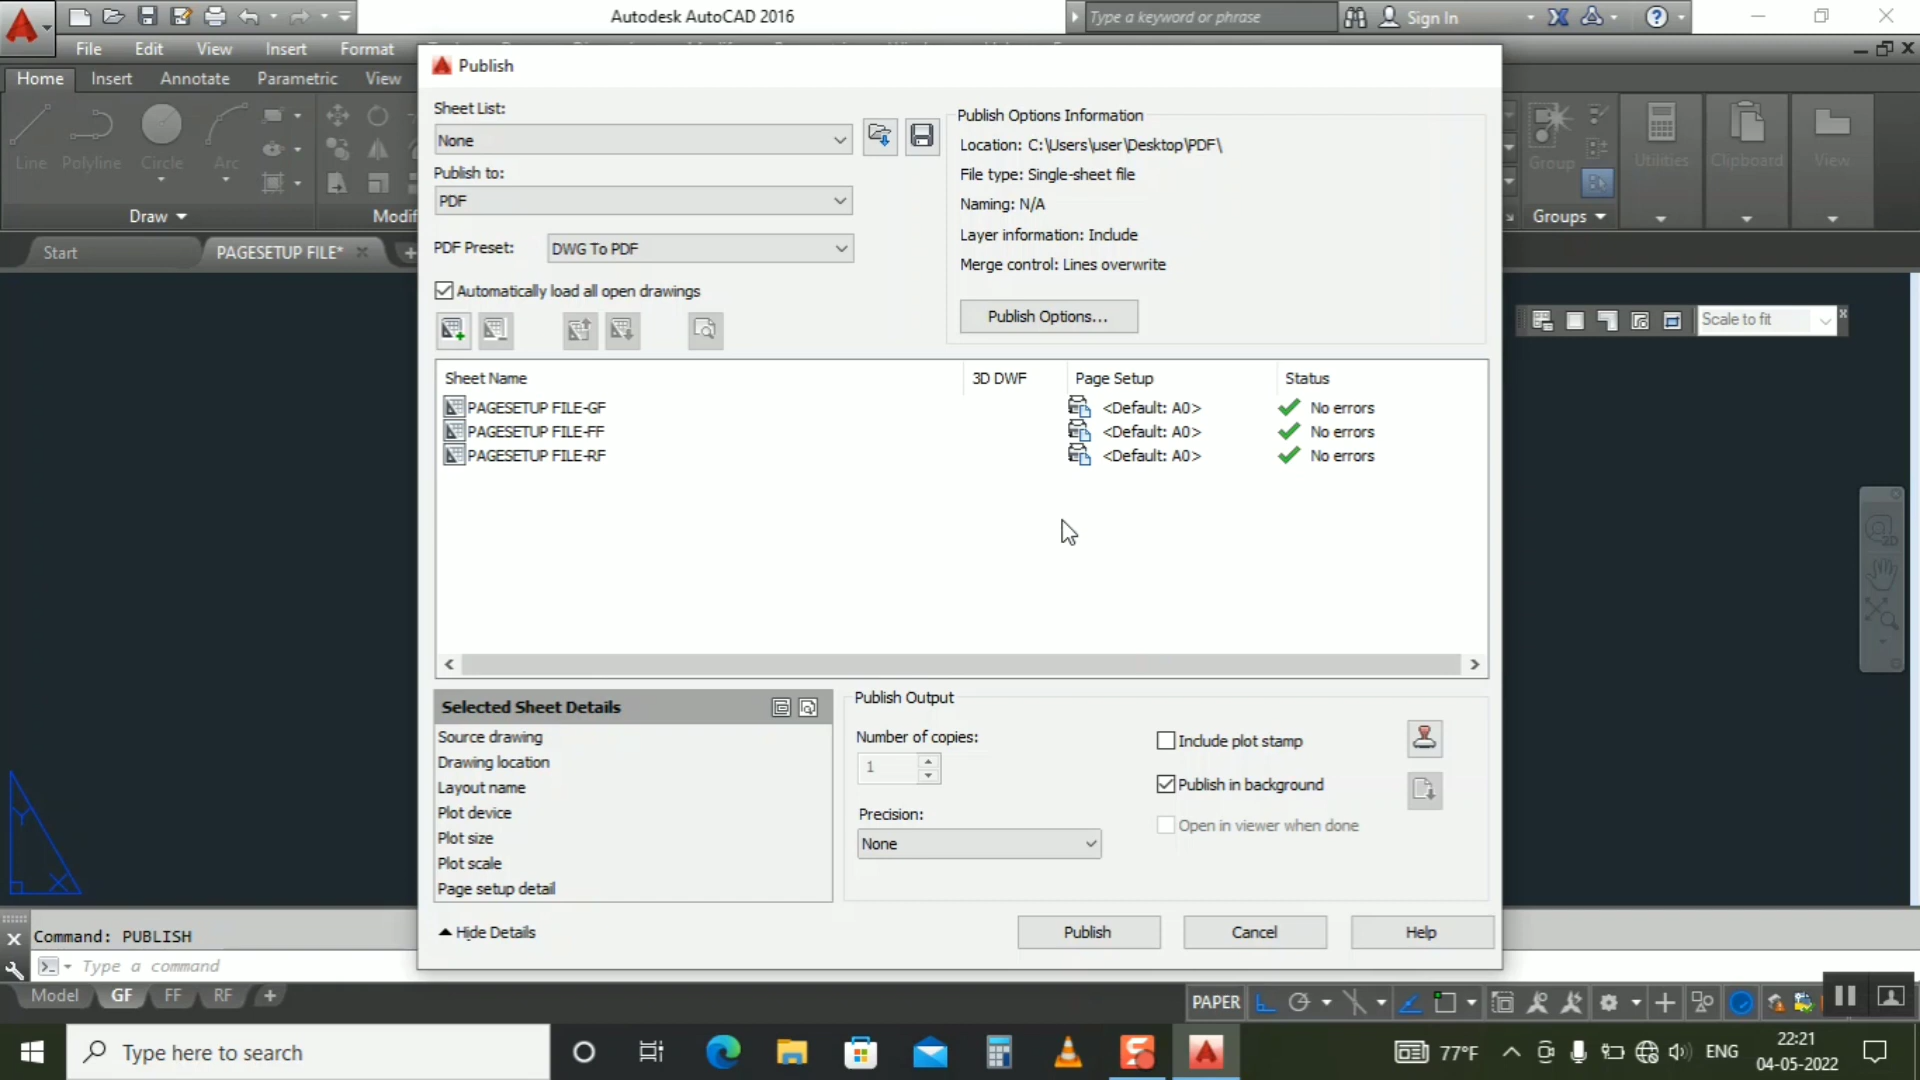 Autodesk AutoCAD 2016
Type a keyword or phrase
Sign In
File Edit View Insert Format
Home Insert Annotate Parametric View
Line Polyline Circle Arc
Draw
Modif
Group Utilities Clipboard View
Groups
Start PAGESETUP FILE*
Scale to fit
Publish
Sheet List:
None
Publish to:
PDF
PDF Preset: DWG To PDF
Automatically load all open drawings
Publish Options Information
Location: C:\Users\user\Desktop\PDF\
File type: Single-sheet file
Naming: N/A
Layer information: Include
Merge control: Lines overwrite
Publish Options...
Sheet Name 3D DWF Page Setup Status
PAGESETUP FILE-GF <Default: A0> No errors
PAGESETUP FILE-FF <Default: A0> No errors
PAGESETUP FILE-RF <Default: A0> No errors
Selected Sheet Details
Source drawing
Drawing location
Layout name
Plot device
Plot size
Plot scale
Page setup detail
Hide Details
Publish Output
Number of copies:
1
Precision:
None
Include plot stamp
Publish in background
Open in viewer when done
Publish Cancel Help
Y
X
Command: PUBLISH
Type a command
Model GF FF RF
PAPER
Type here to search
77°F
ENG
22:21
04-05-2022